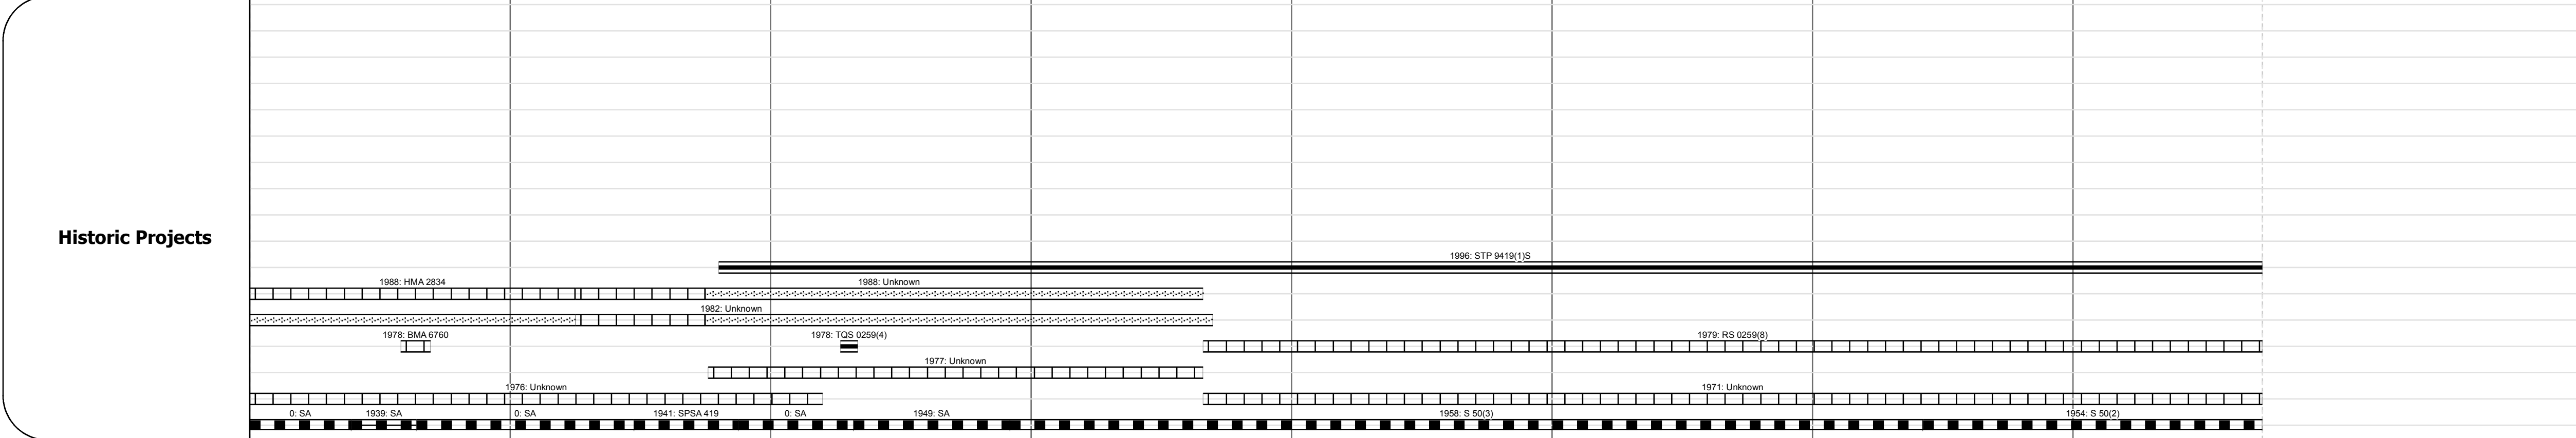 Historic Projects
1996: STP 9419(1)S
1988: HMA 2834
1988: Unknown
1982: Unknown
1978: BMA 6760
1978: TQS 0259(4)
1979: RS 0259(8)
1977: Unknown
1976: Unknown
1971: Unknown
0: SA
1939: SA
0: SA
1941: SPSA 419
0: SA
1949: SA
1958: S 50(3)
1954: S 50(2)